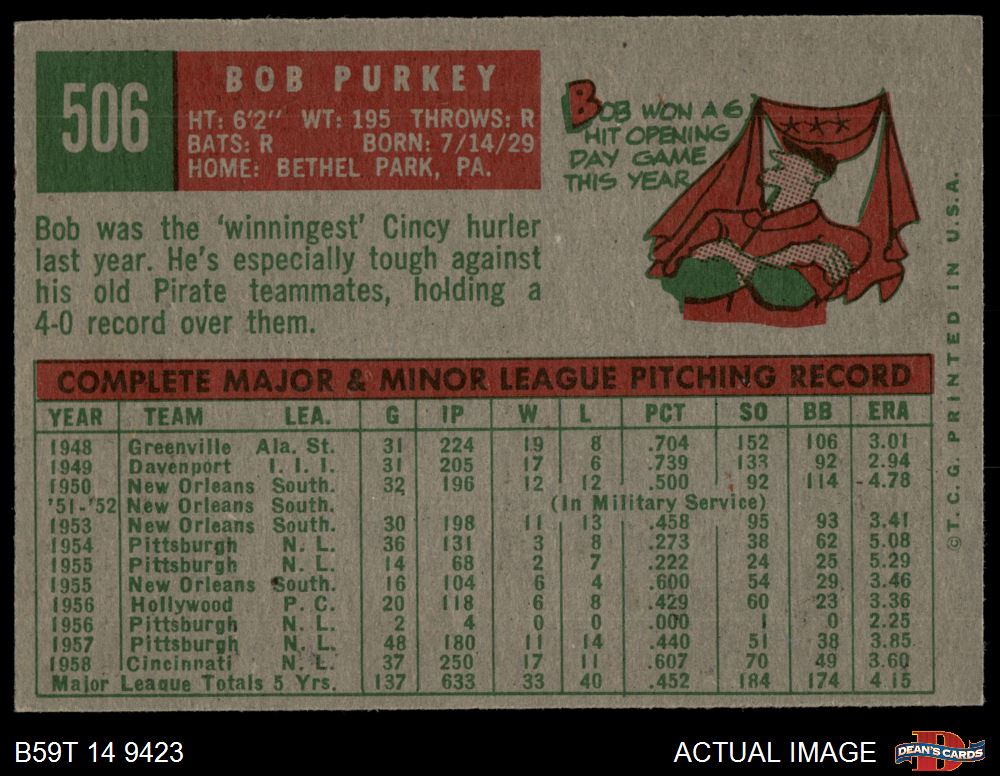 506
BOB PURKEY
HT: 6'2" WT: 195 THROWS: R
BATS: R BORN: 7/14/29
HOME: BETHEL PARK, PA.
BOB WON A 6
HIT OPENING
DAY GAME
THIS YEAR
Bob was the 'winningest' Cincy hurler
last year. He's especially tough against
his old Pirate teammates, holding a
4-0 record over them.
COMPLETE MAJOR & MINOR LEAGUE PITCHING RECORD
YEAR TEAM LEA. G IP W L PCT SO BB ERA
1948 Greenville Ala. St. 31 224 19 8 .704 152 106 3.01
1949 Davenport I. I. I. 31 205 17 6 .739 133 92 2.94
1950 New Orleans South. 32 196 12 12 .500 92 114 4.78
'51-'52 New Orleans South. (In Military Service)
1953 New Orleans South. 30 198 11 13 .458 95 93 3.41
1954 Pittsburgh N. L. 36 131 3 8 .273 38 62 5.08
1955 Pittsburgh N. L. 14 68 2 7 .222 24 25 5.29
1955 New Orleans South. 16 104 6 4 .600 54 29 3.46
1956 Hollywood P. C. 20 118 6 8 .429 60 23 3.36
1956 Pittsburgh N. L. 2 4 0 0 .000 1 0 2.25
1957 Pittsburgh N. L. 48 180 11 14 .440 51 38 3.85
1958 Cincinnati N. L. 37 250 17 11 .607 70 49 3.60
Major League Totals 5 Yrs. 137 633 33 40 .452 184 174 4.15
©T. C. G. PRINTED IN U.S.A.
B59T 14 9423
ACTUAL IMAGE
D
DEAN'S CARDS